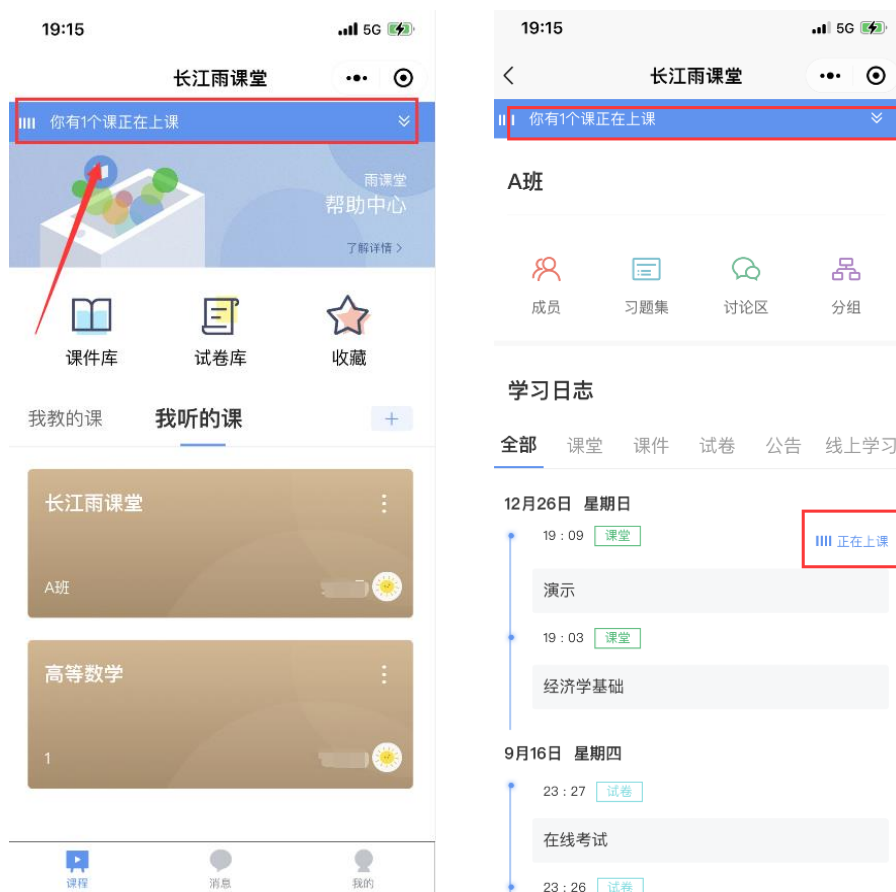 19:15
5G
长江雨课堂
你有1个课正在上课
雨课堂
帮助中心
了解详情 >
课件库
试卷库
收藏
我教的课
我听的课
+
长江雨课堂
A班
高等数学
1
课程
消息
我的
19:15
5G
长江雨课堂
你有1个课正在上课
A班
成员
习题集
讨论区
分组
学习日志
全部 课堂 课件 试卷 公告 线上学习
12月26日 星期日
19:09 课堂
正在上课
演示
19:03 课堂
经济学基础
9月16日 星期四
23:27 试卷
在线考试
23:26 试卷